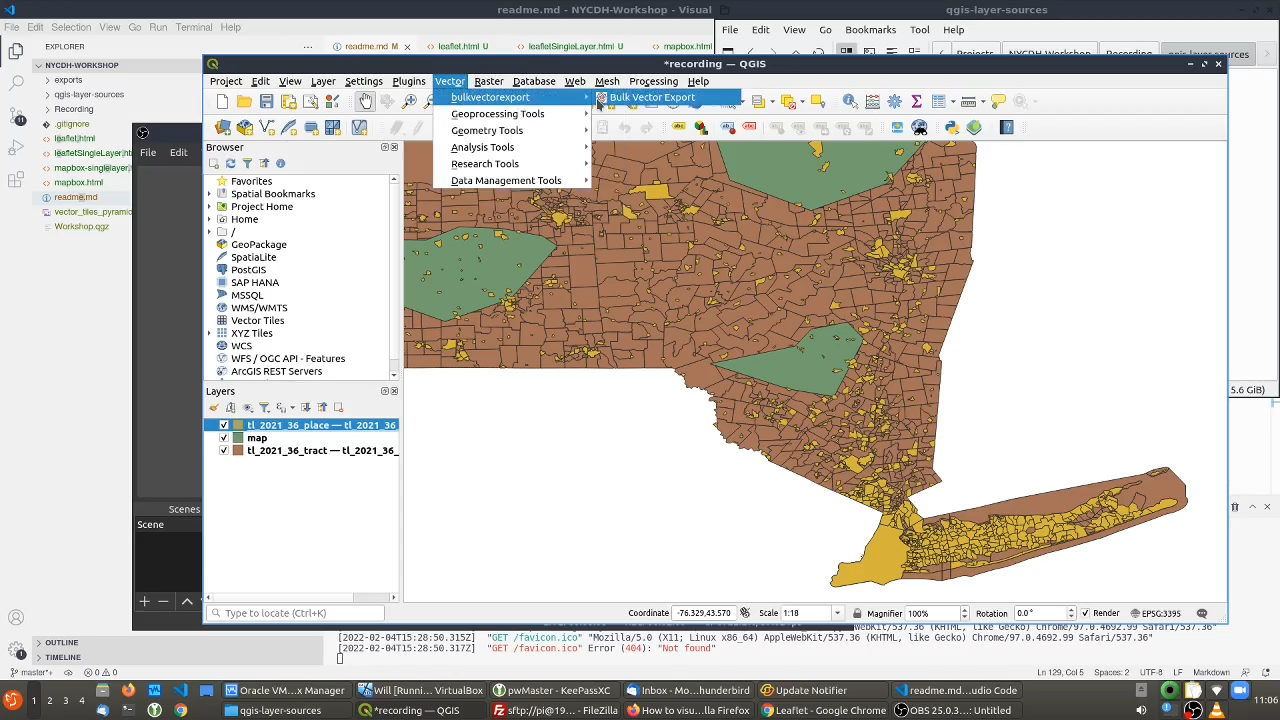 readme.md - NYCDH-Workshop - Visual
qgis-layer-sources
File Edit Selection View Go Run Terminal Help
File Edit View Go Bookmarks Tool Help
EXPLORER
readme.md M
leaflet.html U
leafletSingleLayer.html U
mapbox.html U
Projects NYCDH-Workshop Recording qgis-layer-sources
NYCDH-WORKSHOP
exports
qgis-layer-sources
Recording
.gitignore
leaflet.html
leafletSingleLayer.ht
mapbox-singlelayer.h
mapbox.html
readme.md
vector_tiles_pyramid
Workshop.qgz
File Edit
Scenes
Scene
*recording — QGIS
Project Edit View Layer Settings Plugins Vector Raster Database Web Mesh Processing Help
bulkvectorexport
Bulk Vector Export
Geoprocessing Tools
Geometry Tools
Analysis Tools
Research Tools
Data Management Tools
Browser
Favorites
Spatial Bookmarks
Project Home
Home
/
GeoPackage
SpatiaLite
PostGIS
SAP HANA
MSSQL
WMS/WMTS
Vector Tiles
XYZ Tiles
WCS
WFS / OGC API - Features
ArcGIS REST Servers
Layers
tl_2021_36_place — tl_2021_36
map
tl_2021_36_tract — tl_2021_36_
5.6 GiB)
Type to locate (Ctrl+K)
Coordinate -76.329,43.570 Scale 1:18 Magnifier 100% Rotation 0.0 ° Render EPSG:3395
[2022-02-04T15:28:50.315Z] "GET /favicon.ico" "Mozilla/5.0 (X11; Linux x86_64) AppleWebKit/537.36 (KHTML, like Gecko) Chrome/97.0.4692.99 Safari/537.36"
[2022-02-04T15:28:50.317Z] "GET /favicon.ico" Error (404): "Not found"
OUTLINE
TIMELINE
master+ 0 0 Ln 129, Col 5 Spaces: 2 UTF-8 LF Markdown
1 2 3 4
Oracle VM...x Manager
Will [Runni... VirtualBox
pwMaster - KeePassXC
Inbox - Mo...hunderbird
Update Notifier
readme.md...udio Code
qgis-layer-sources
*recording — QGIS
sftp://pi@19... - FileZilla
How to visu...lla Firefox
Leaflet - Google Chrome
OBS 25.0.3...: Untitled
11:06